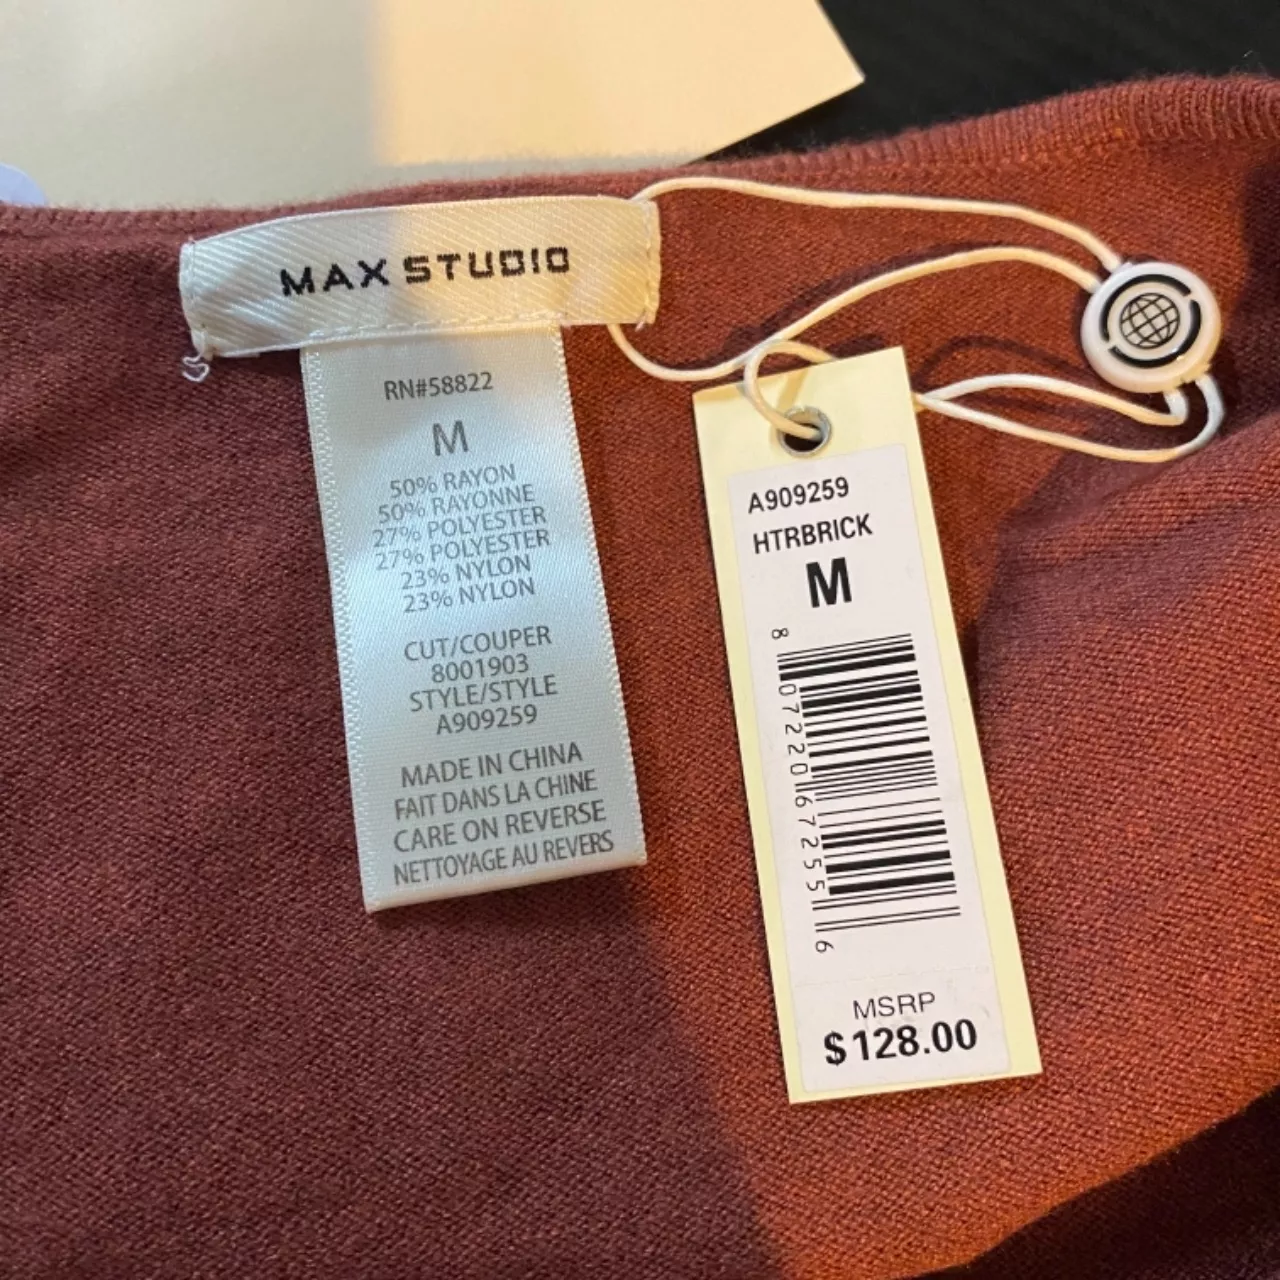 MAX STUDIO
RN#58822
M
50% RAYON
50% RAYONNE
27% POLYESTER
27% POLYESTER
23% NYLON
23% NYLON
CUT/COUPER
8001903
STYLE/STYLE
A909259
MADE IN CHINA
FAIT DANS LA CHINE
CARE ON REVERSE
NETTOYAGE AU REVERS
A909259
HTRBRICK
M
8 07220 67255 6
MSRP
$128.00